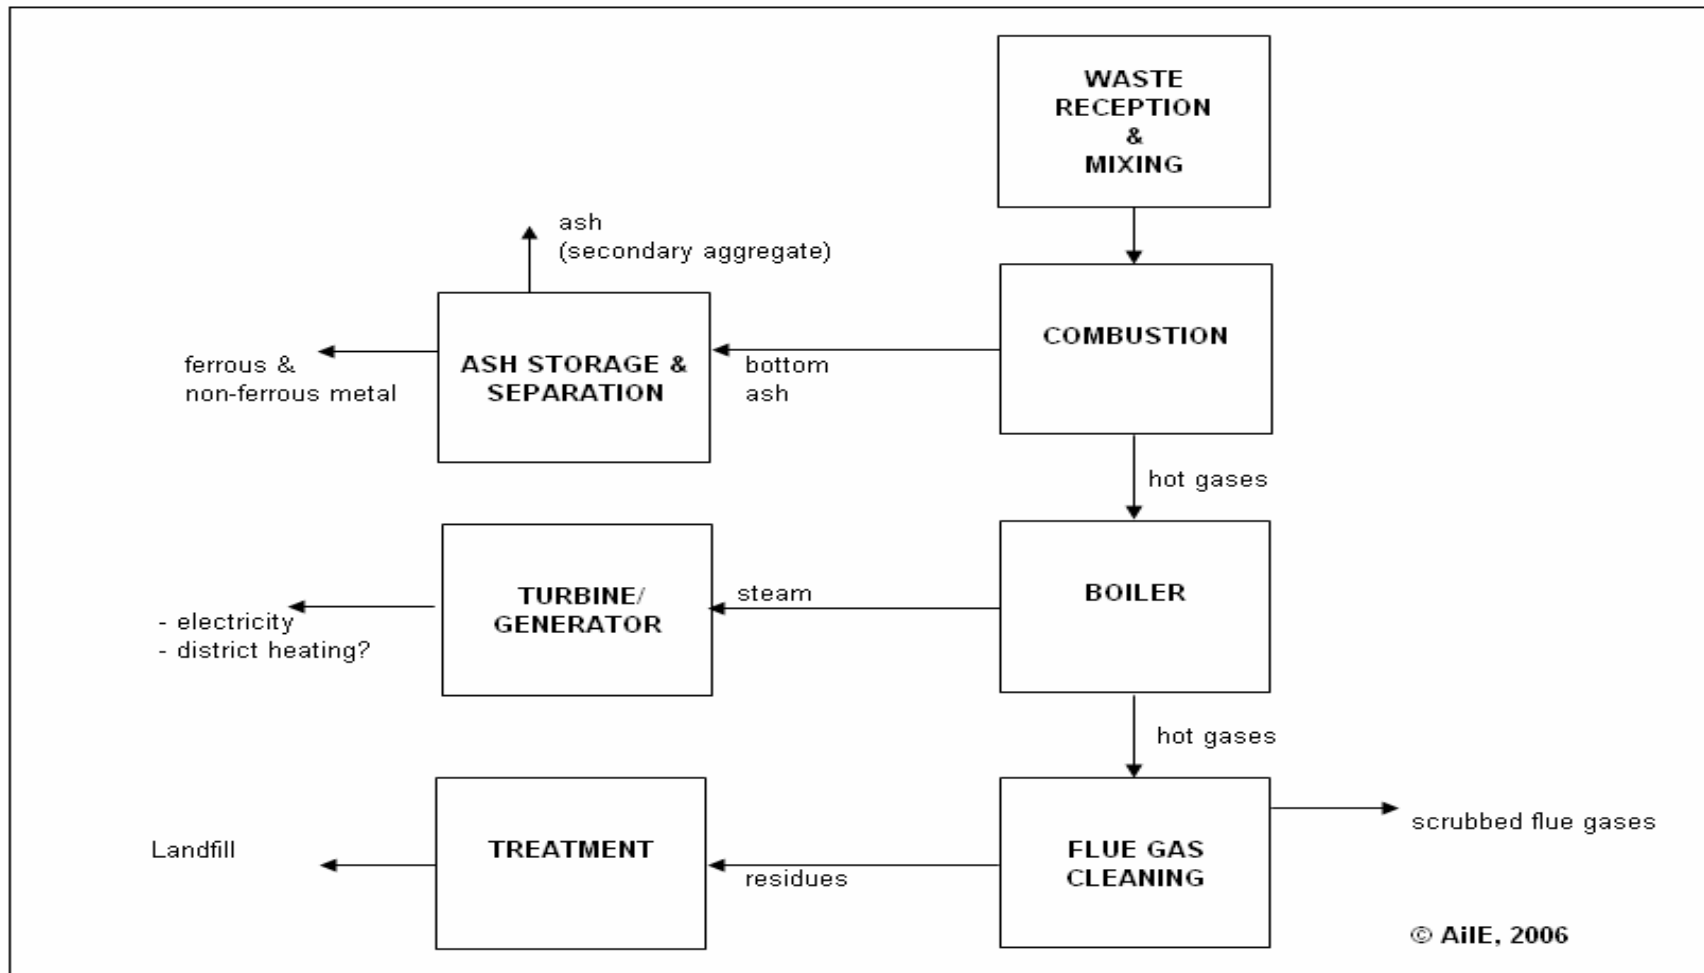 WASTE
RECEPTION
&
MIXING
ash
(secondary aggregate)
COMBUSTION
ferrous &
non-ferrous metal
ASH STORAGE &
SEPARATION
bottom
ash
hot gases
- electricity
- district heating?
TURBINE/
GENERATOR
steam
BOILER
hot gases
Landfill
TREATMENT
residues
FLUE GAS
CLEANING
scrubbed flue gases
© AiIE, 2006